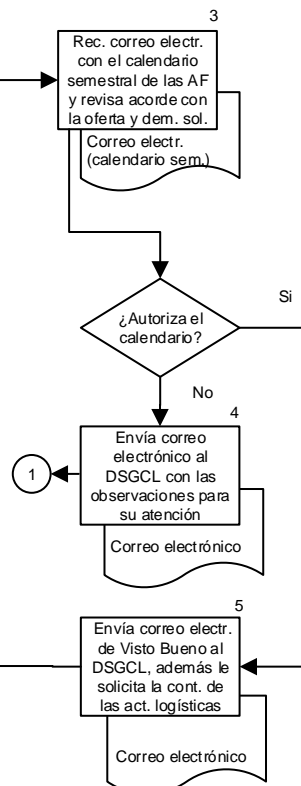 3
Rec. correo electr.
con el calendario
semestral de las AF
y revisa acorde con
la oferta y dem. sol.
Correo electr.
(calendario sem.)
¿Autoriza el
calendario?
Si
No
4
Envía correo
electrónico al
DSGCL con las
observaciones para
su atención
1
Correo electrónico
5
Envía correo electr.
de Visto Bueno al
DSGCL, además le
solicita la cont. de
las act. logísticas
Correo electrónico